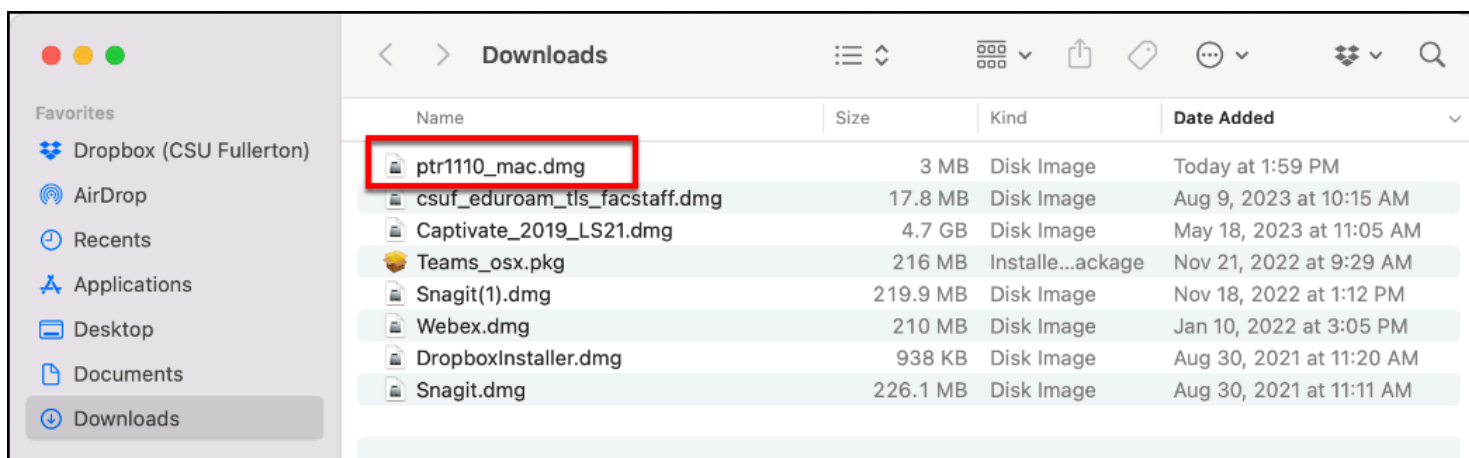 Downloads
Favorites
Dropbox (CSU Fullerton)
AirDrop
Recents
Applications
Desktop
Documents
Downloads
Name Size Kind Date Added
ptr1110_mac.dmg 3 MB Disk Image Today at 1:59 PM
csuf_eduroam_tls_facstaff.dmg 17.8 MB Disk Image Aug 9, 2023 at 10:15 AM
Captivate_2019_LS21.dmg 4.7 GB Disk Image May 18, 2023 at 11:05 AM
Teams_osx.pkg 216 MB Installe...ackage Nov 21, 2022 at 9:29 AM
Snagit(1).dmg 219.9 MB Disk Image Nov 18, 2022 at 1:12 PM
Webex.dmg 210 MB Disk Image Jan 10, 2022 at 3:05 PM
DropboxInstaller.dmg 938 KB Disk Image Aug 30, 2021 at 11:20 AM
Snagit.dmg 226.1 MB Disk Image Aug 30, 2021 at 11:11 AM